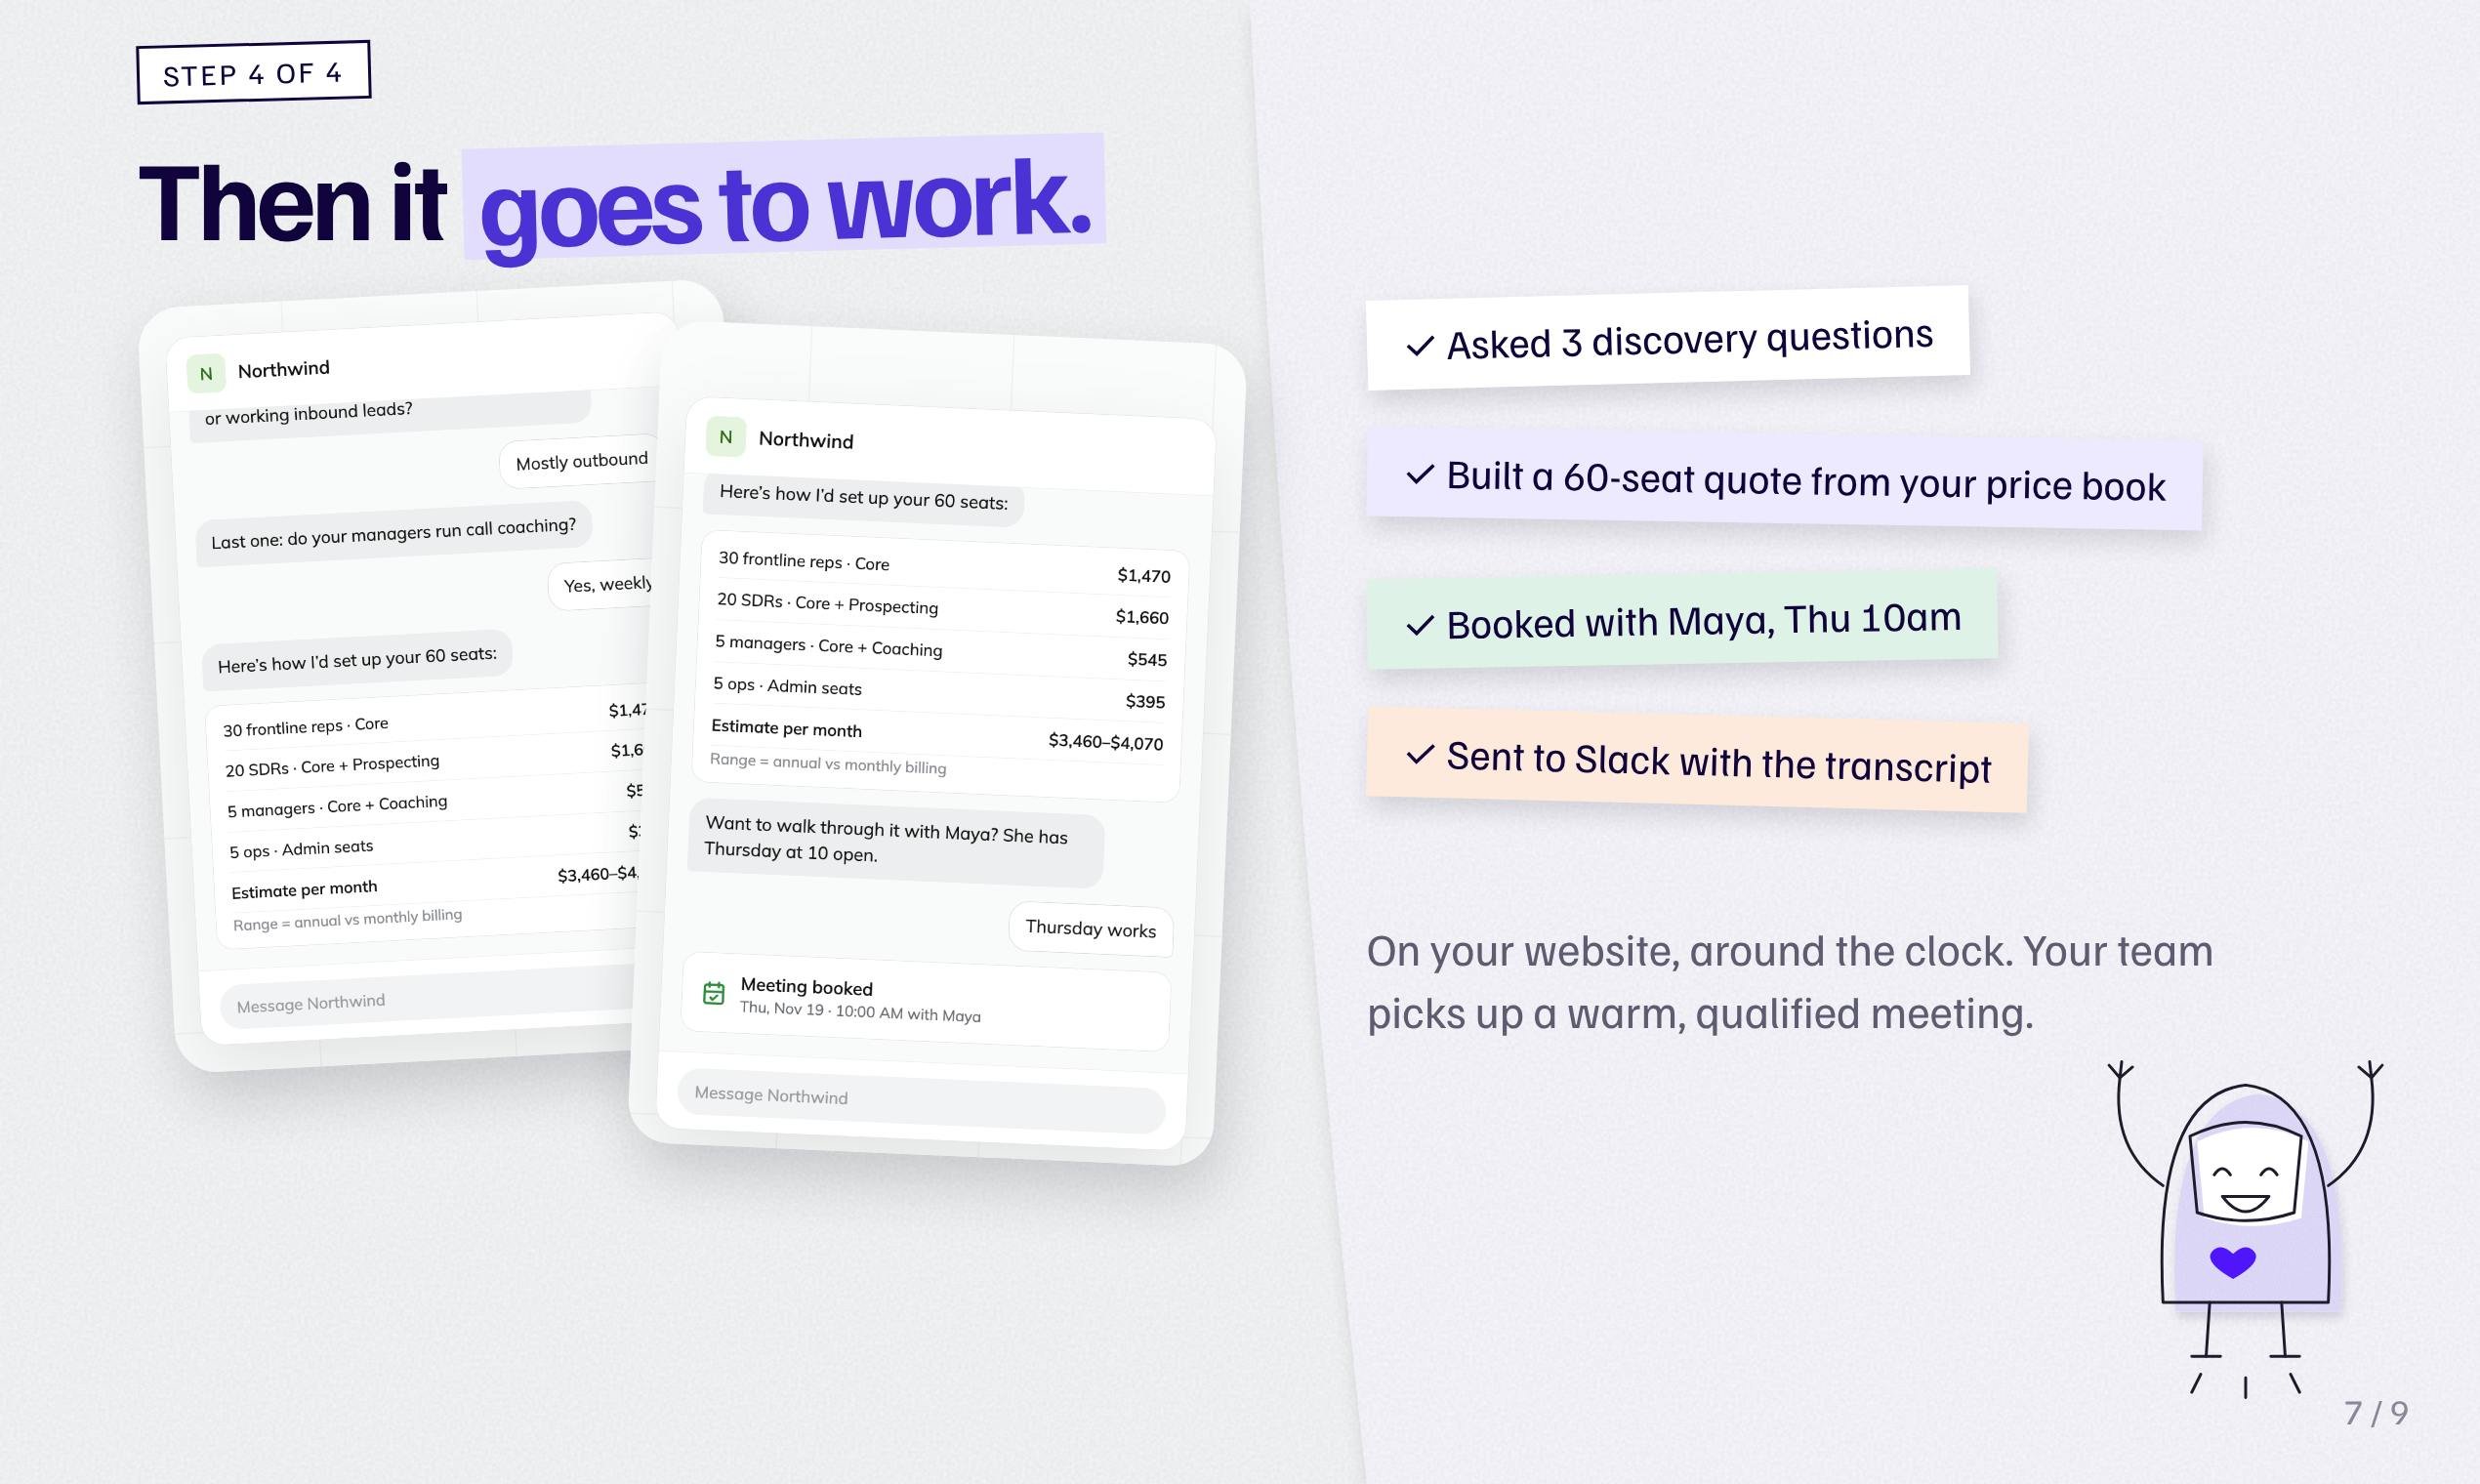 STEP 4 OF 4
Then it goes to work.
N Northwind
or working inbound leads?
Mostly outbound
Last one: do your managers run call coaching?
Yes, weekly
Here's how I'd set up your 60 seats:
30 frontline reps · Core
20 SDRs · Core + Prospecting
5 managers · Core + Coaching
5 ops · Admin seats
Estimate per month
Range = annual vs monthly billing
Message Northwind
N Northwind
Here's how I'd set up your 60 seats:
30 frontline reps · Core $1,470
20 SDRs · Core + Prospecting $1,660
5 managers · Core + Coaching $545
5 ops · Admin seats $395
Estimate per month $3,460–$4,070
Range = annual vs monthly billing
Want to walk through it with Maya? She has
Thursday at 10 open.
Thursday works
Meeting booked
Thu, Nov 19 · 10:00 AM with Maya
Message Northwind
✓ Asked 3 discovery questions
✓ Built a 60-seat quote from your price book
✓ Booked with Maya, Thu 10am
✓ Sent to Slack with the transcript
On your website, around the clock. Your team
picks up a warm, qualified meeting.
7 / 9